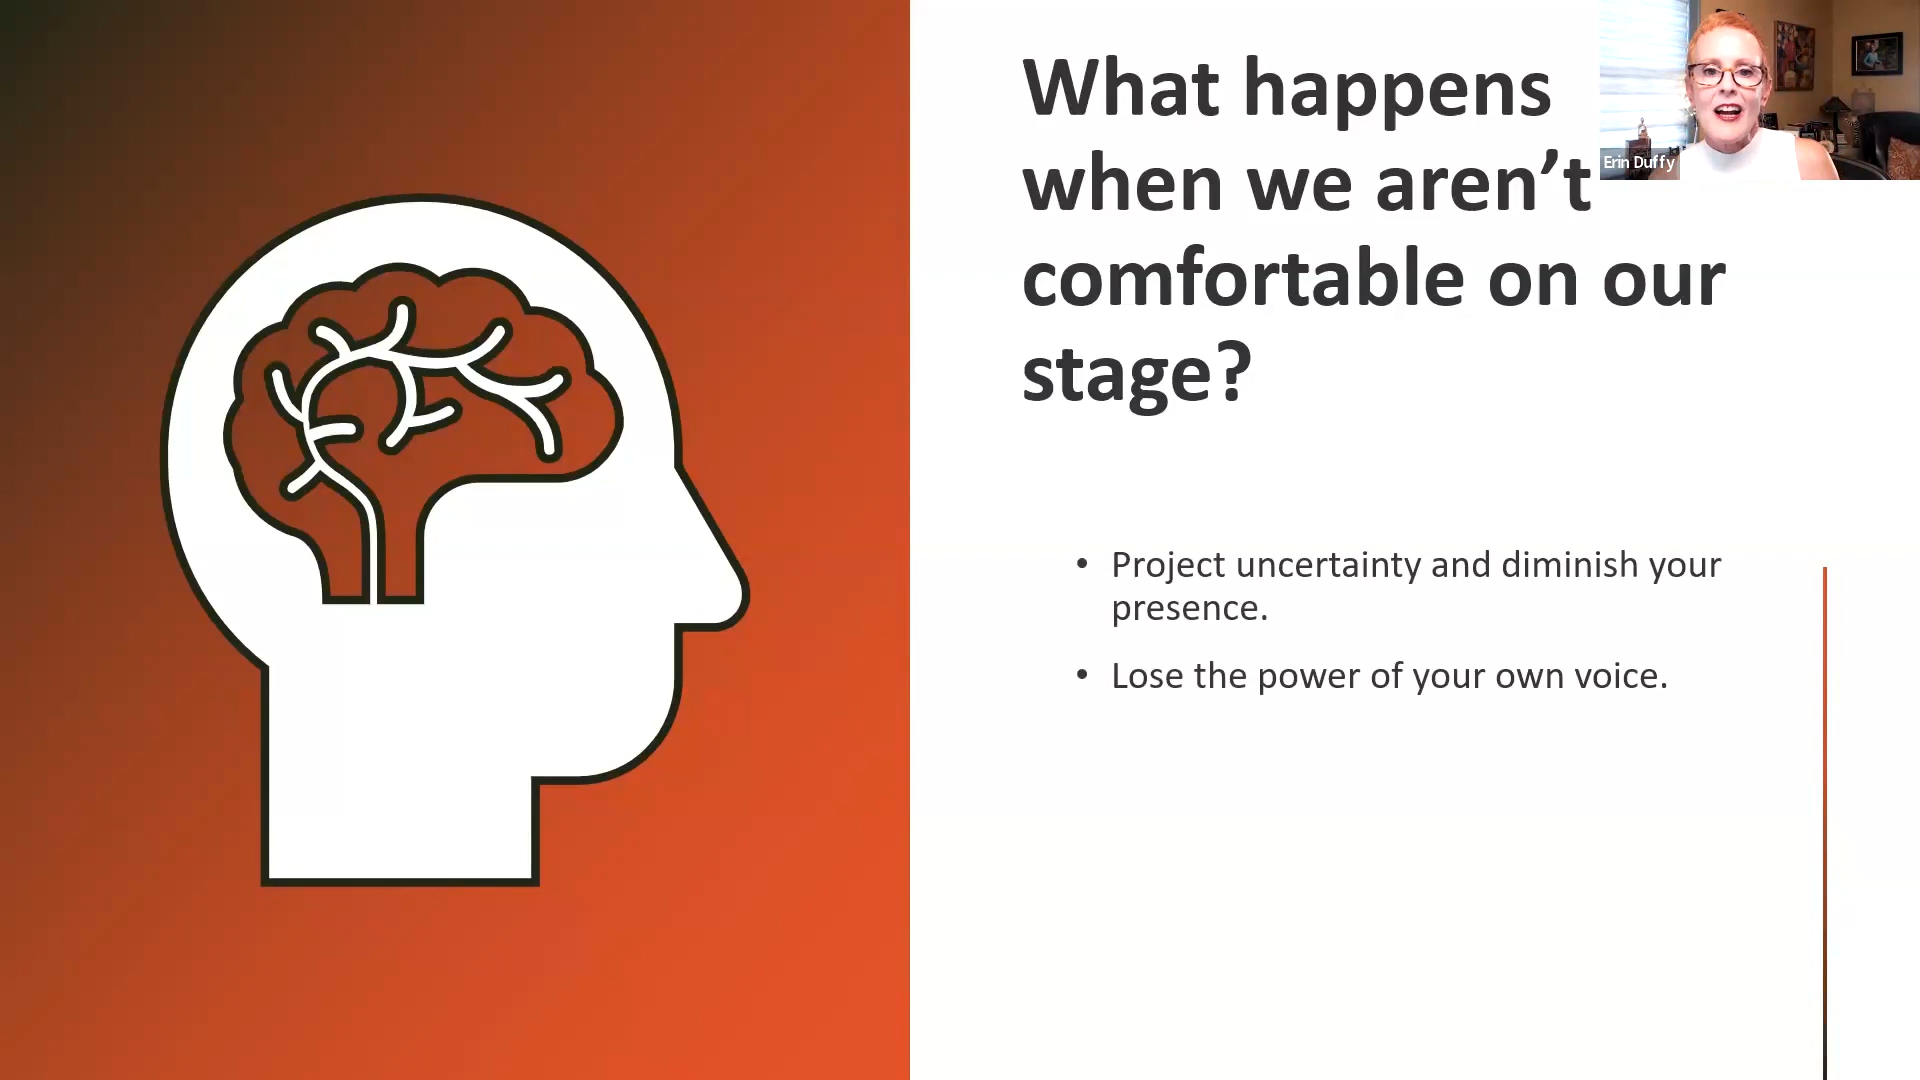 What happens
when we aren’t
comfortable on our
stage?
Erin Duffy
• Project uncertainty and diminish your
presence.
• Lose the power of your own voice.